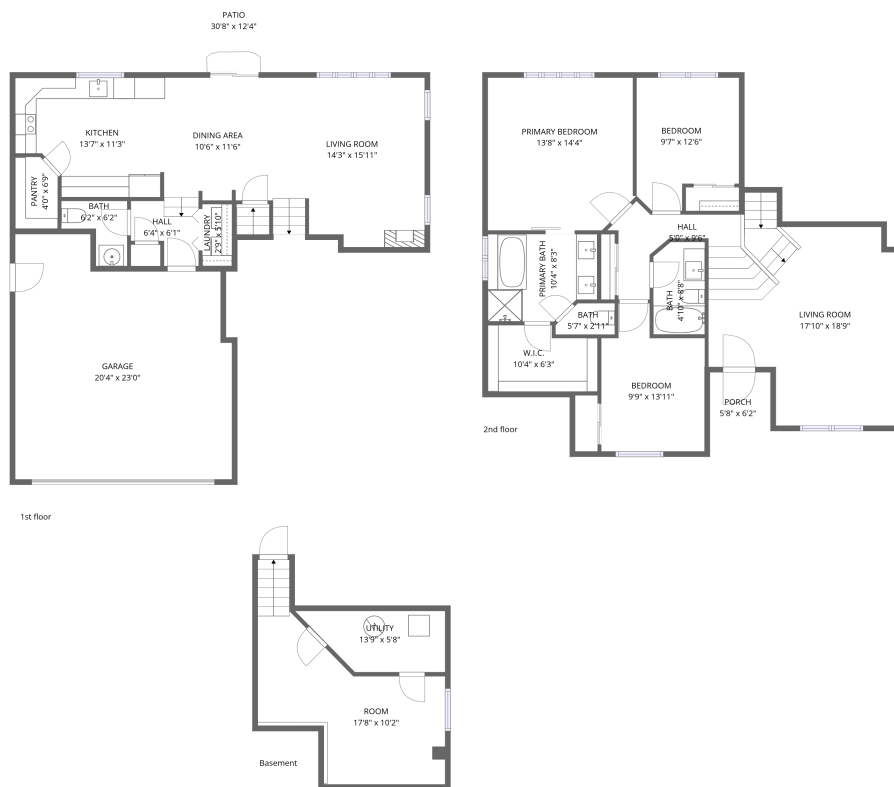 PATIO
30'8" x 12'4"
KITCHEN
13'7" x 11'3"
DINING AREA
10'6" x 11'6"
LIVING ROOM
14'3" x 15'11"
PANTRY
4'0" x 6'9"
BATH
6'2" x 6'2"
HALL
6'4" x 6'1"
LAUNDRY
2'9" x 5'10"
GARAGE
20'4" x 23'0"
1st floor
PRIMARY BEDROOM
13'8" x 14'4"
BEDROOM
9'7" x 12'6"
HALL
5'0" x 9'6"
PRIMARY BATH
10'4" x 8'3"
BATH
4'10" x 8'8"
BATH
5'7" x 2'11"
LIVING ROOM
17'10" x 18'9"
W.I.C.
10'4" x 6'3"
BEDROOM
9'9" x 13'11"
PORCH
5'8" x 6'2"
2nd floor
UTILITY
13'9" x 5'8"
ROOM
17'8" x 10'2"
Basement